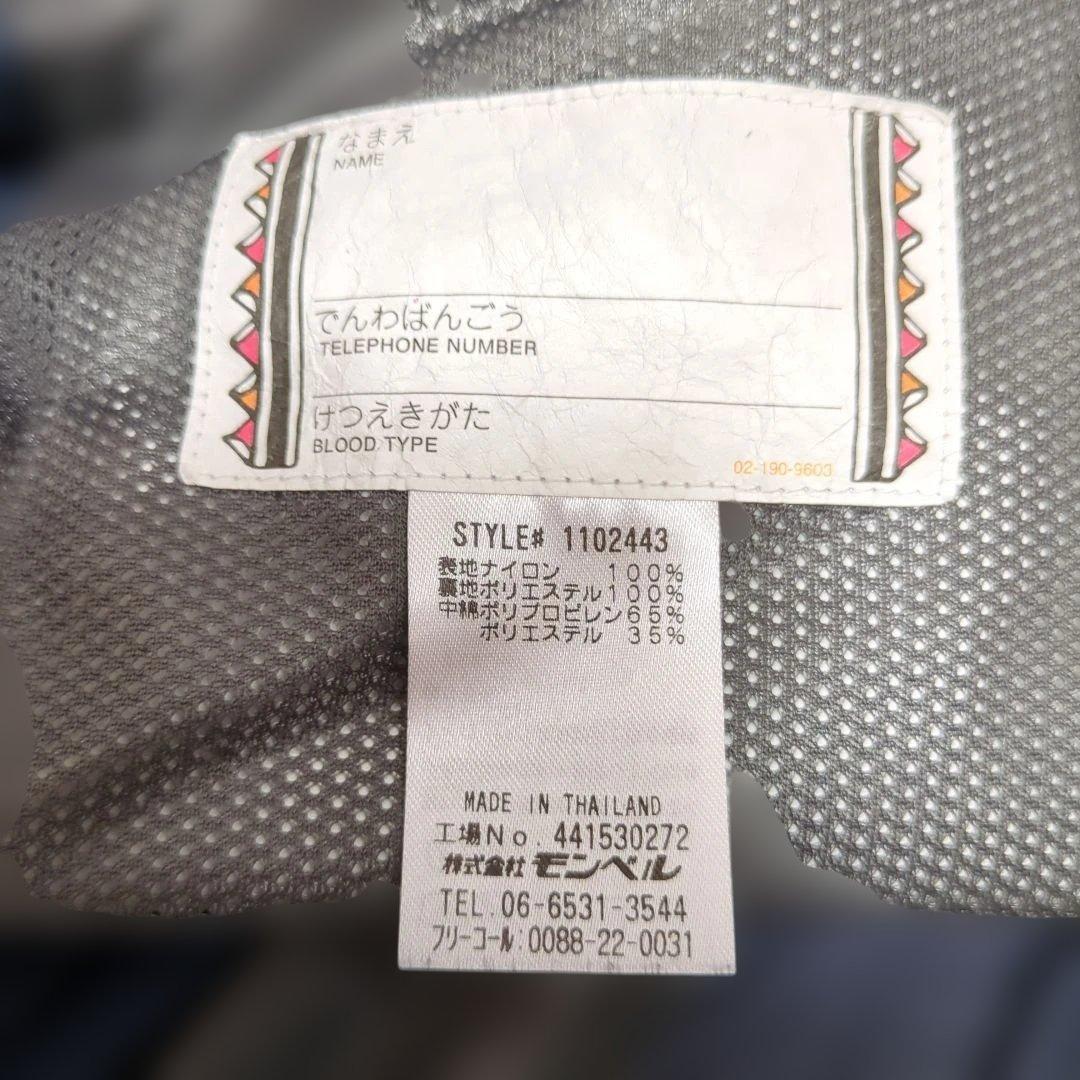 なまえ
NAME
でんわばんごう
TELEPHONE NUMBER
けつえきがた
BLOOD TYPE
02-190-9603
STYLE# 1102443
表地ナイロン 100%
裏地ポリエステル100%
中綿ポリプロピレン65%
ポリエステル 35%
MADE IN THAILAND
工場No 441530272
株式会社 モンベル
TEL.06-6531-3544
フリーコール:0088-22-0031